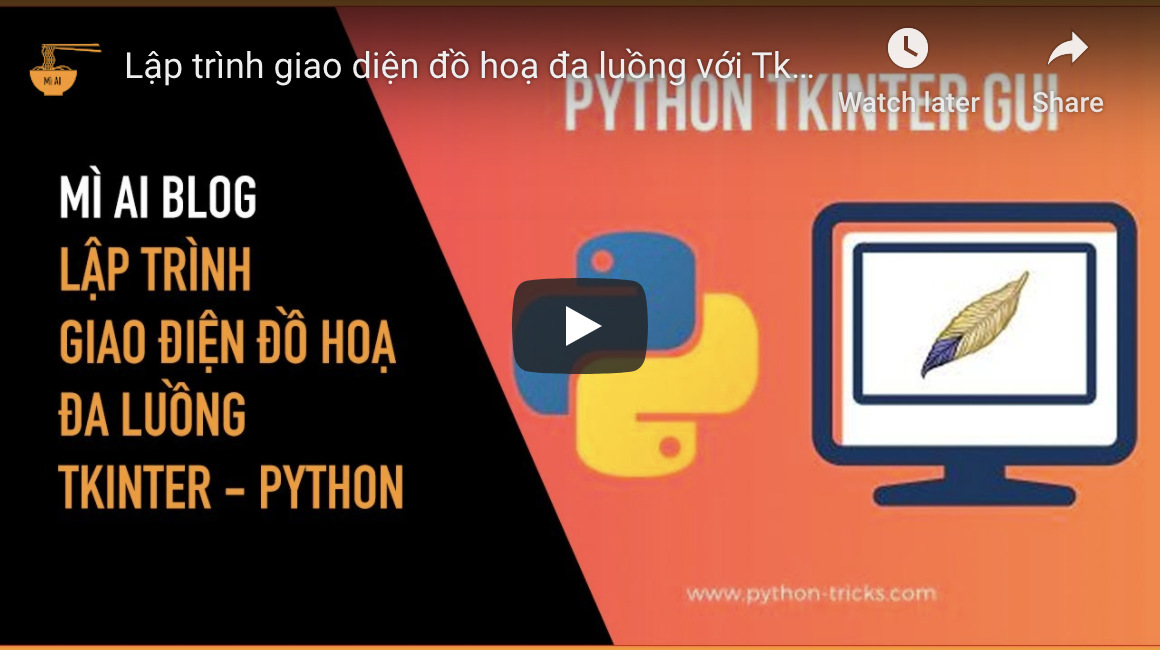 MÌ AI
Lập trình giao diện đồ hoạ đa luồng với Tk...
Watch later
Share
PYTHON TKINTER GUI
MÌ AI BLOG
LẬP TRÌNH
GIAO ĐIỆN ĐỒ HOẠ
ĐA LUỒNG
TKINTER - PYTHON
www.python-tricks.com